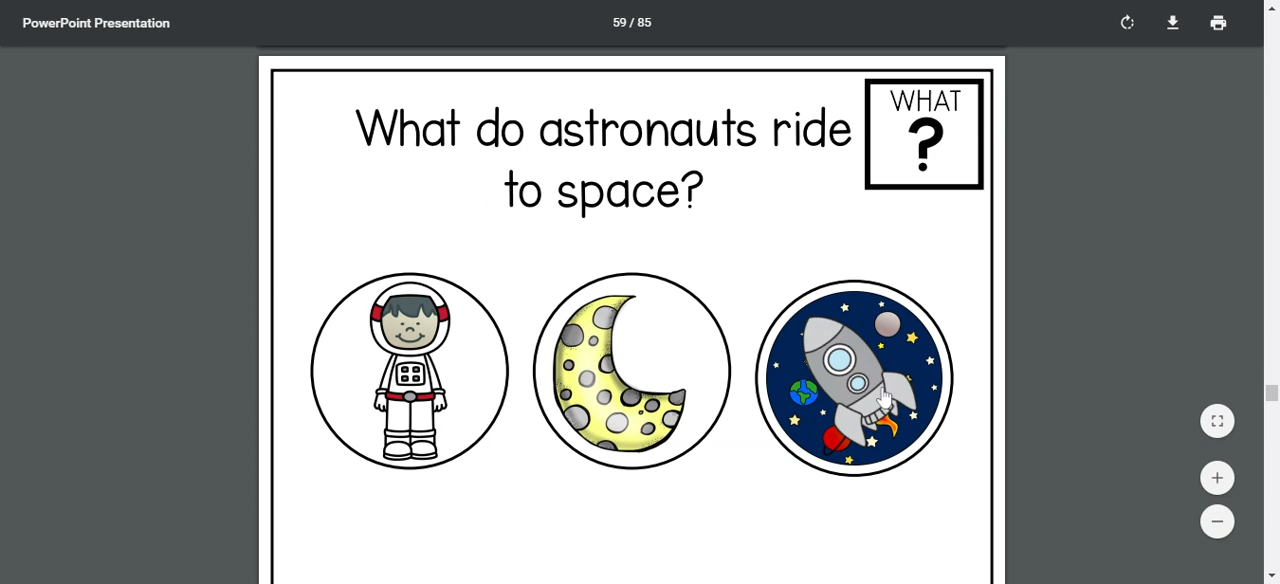 PowerPoint Presentation
59 / 85
What do astronauts ride
to space?
WHAT
?